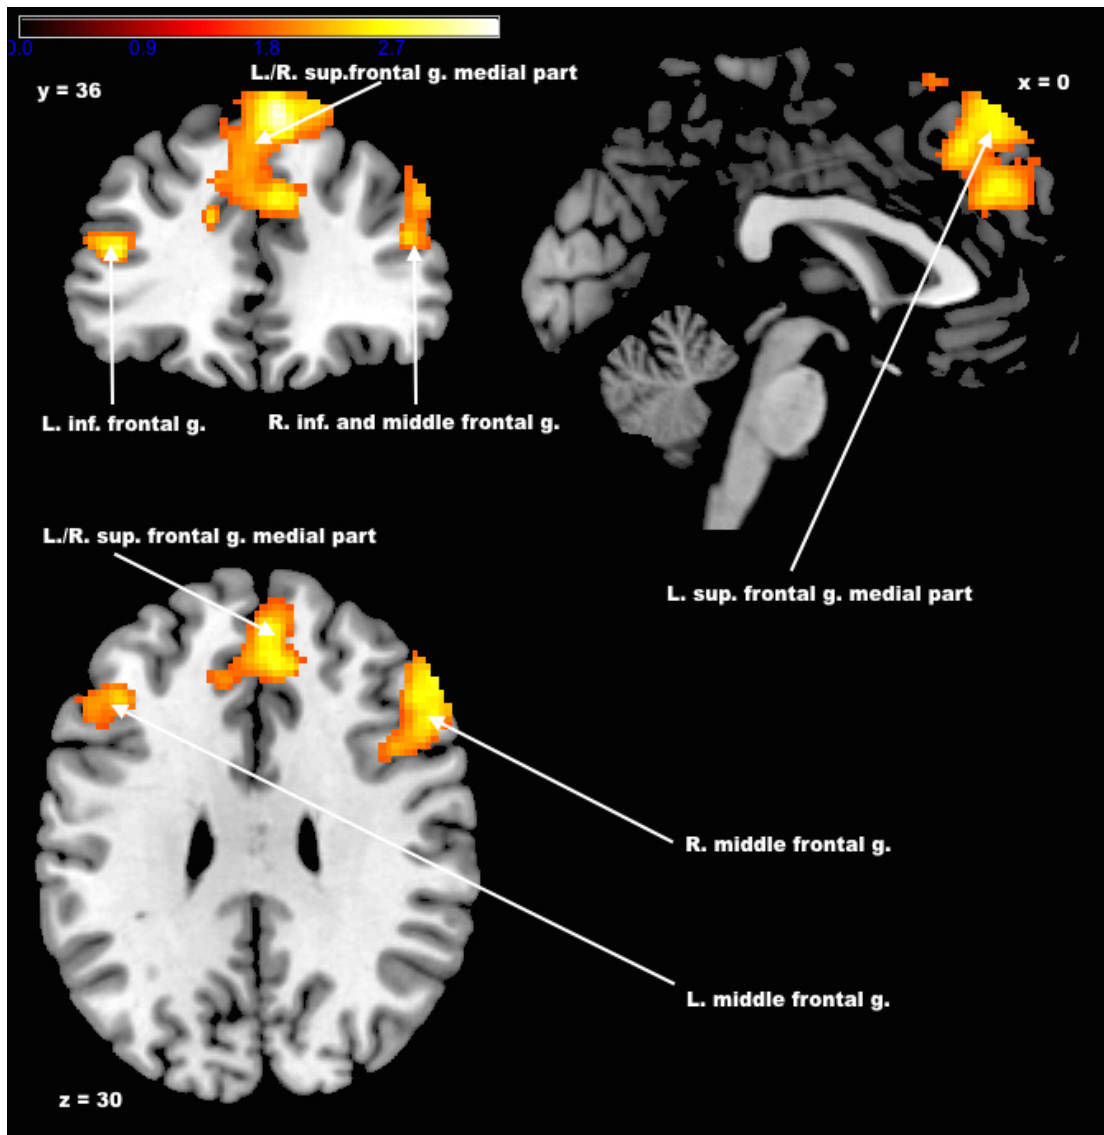 0.0 0.9 1.8 2.7
L./R. sup.frontal g. medial part
y = 36
x = 0
L. inf. frontal g.
R. inf. and middle frontal g.
L./R. sup. frontal g. medial part
L. sup. frontal g. medial part
R. middle frontal g.
L. middle frontal g.
z = 30